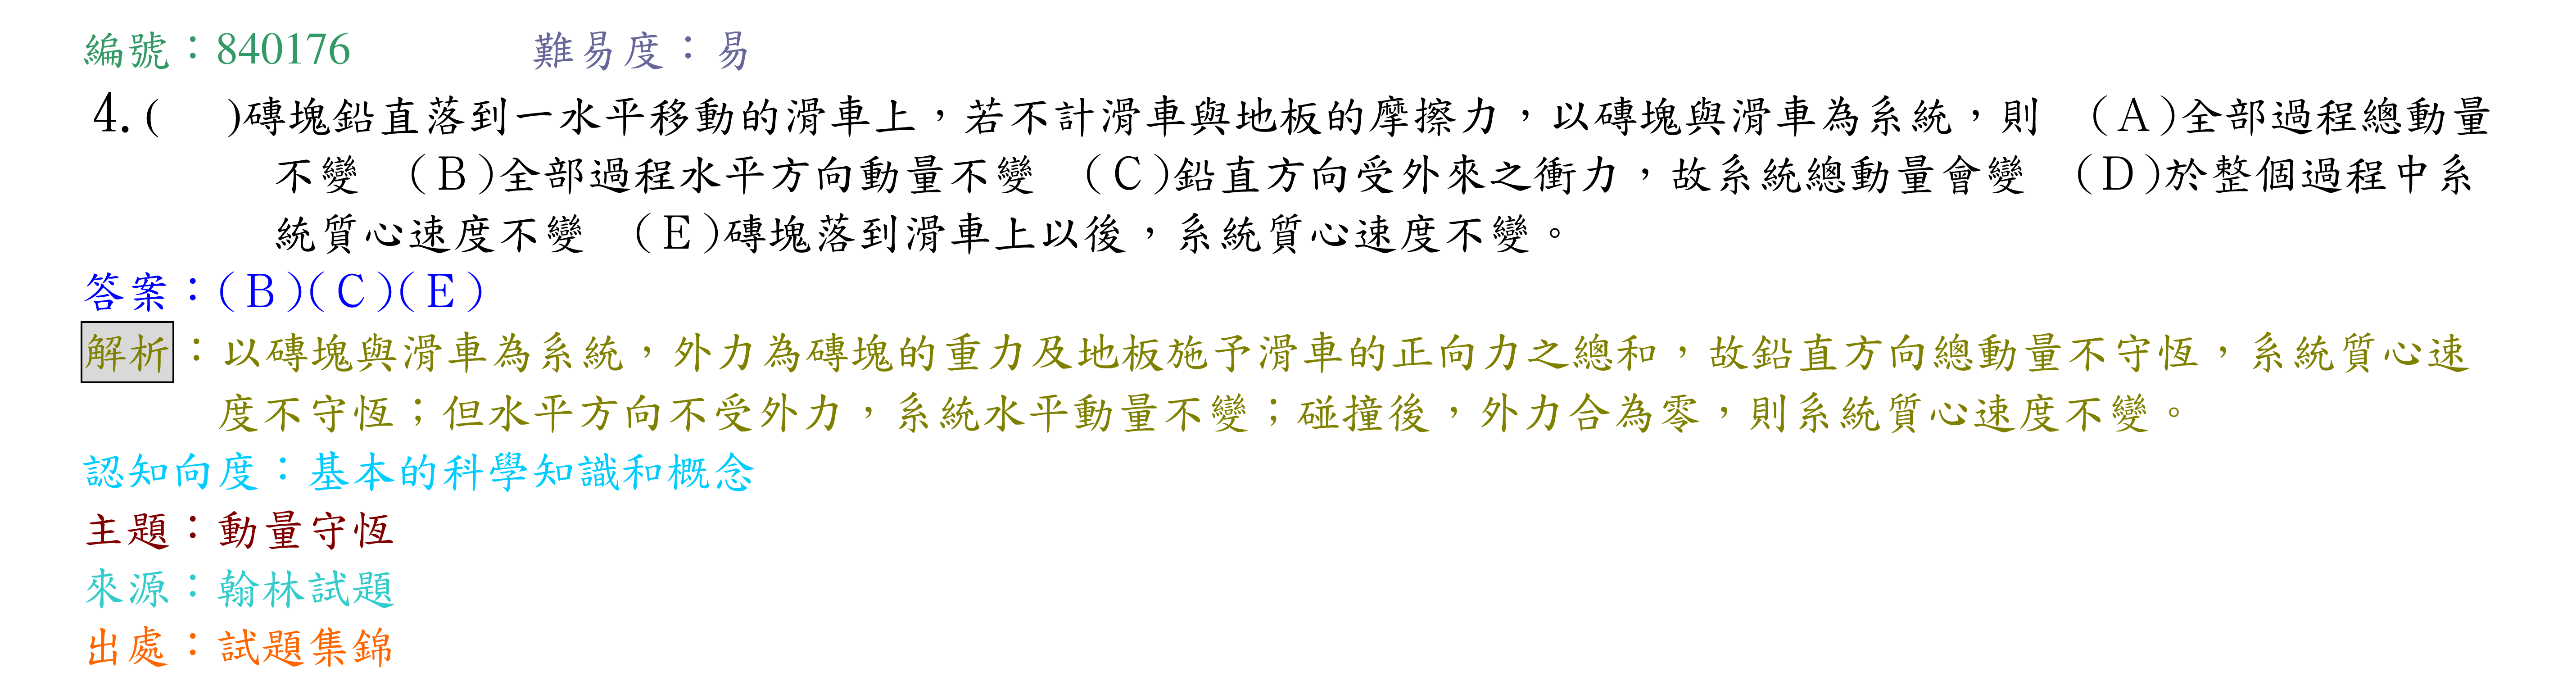 編號：840176 難易度：易
4.( )磚塊鉛直落到一水平移動的滑車上，若不計滑車與地板的摩擦力，以磚塊與滑車為系統，則 (A)全部過程總動量
不變 (B)全部過程水平方向動量不變 (C)鉛直方向受外來之衝力，故系統總動量會變 (D)於整個過程中系
統質心速度不變 (E)磚塊落到滑車上以後，系統質心速度不變。
答案：(B)(C)(E)
解析：以磚塊與滑車為系統，外力為磚塊的重力及地板施予滑車的正向力之總和，故鉛直方向總動量不守恆，系統質心速
度不守恆；但水平方向不受外力，系統水平動量不變；碰撞後，外力合為零，則系統質心速度不變。
認知向度：基本的科學知識和概念
主題：動量守恆
來源：翰林試題
出處：試題集錦